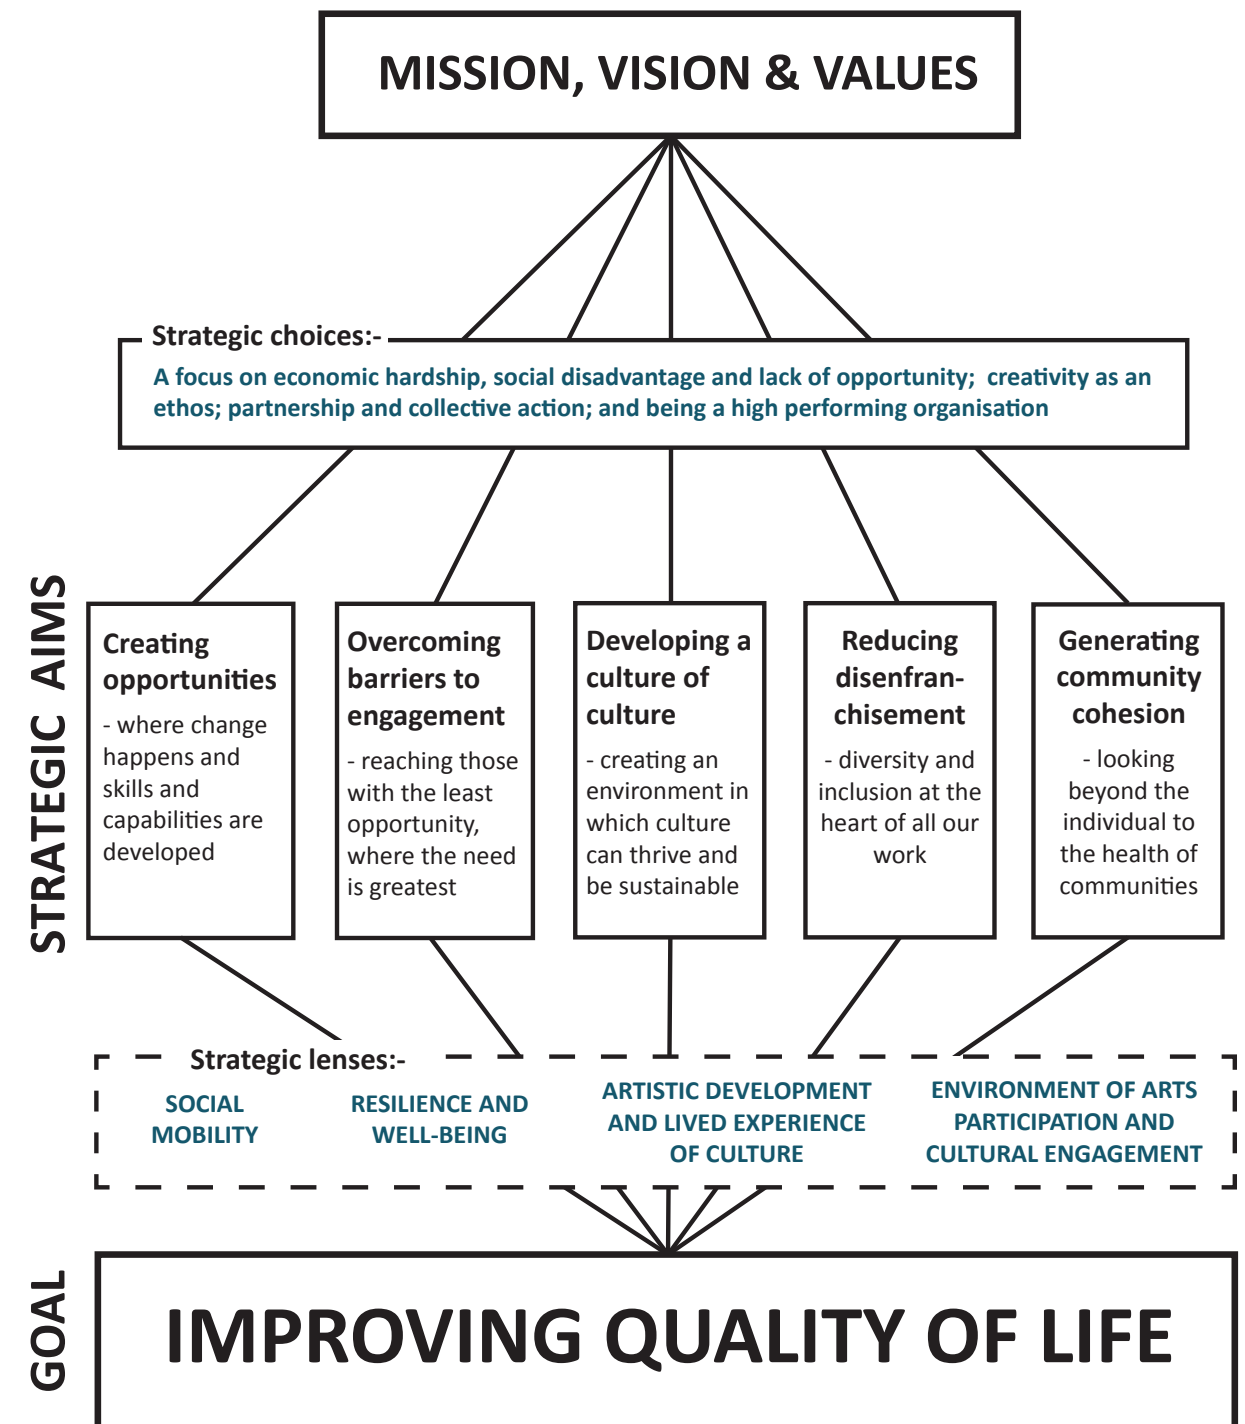 MISSION, VISION & VALUES
Strategic choices:-
A focus on economic hardship, social disadvantage and lack of opportunity;  creativity as an
ethos; partnership and collective action; and being a high performing organisation
STRATEGIC AIMS
Creating
opportunities
- where change
happens and
skills and
capabilities are
developed
Overcoming
barriers to
engagement
- reaching those
with the least
opportunity,
where the need
is greatest
Developing a
culture of
culture
- creating an
environment in
which culture
can thrive and
be sustainable
Reducing
disenfran-
chisement
- diversity and
inclusion at the
heart of all our
work
Generating
community
cohesion
- looking
beyond the
individual to
the health of
communities
Strategic lenses:-
SOCIAL
MOBILITY
RESILIENCE AND
WELL-BEING
ARTISTIC DEVELOPMENT
AND LIVED EXPERIENCE
OF CULTURE
ENVIRONMENT OF ARTS
PARTICIPATION AND
CULTURAL ENGAGEMENT
GOAL
IMPROVING QUALITY OF LIFE